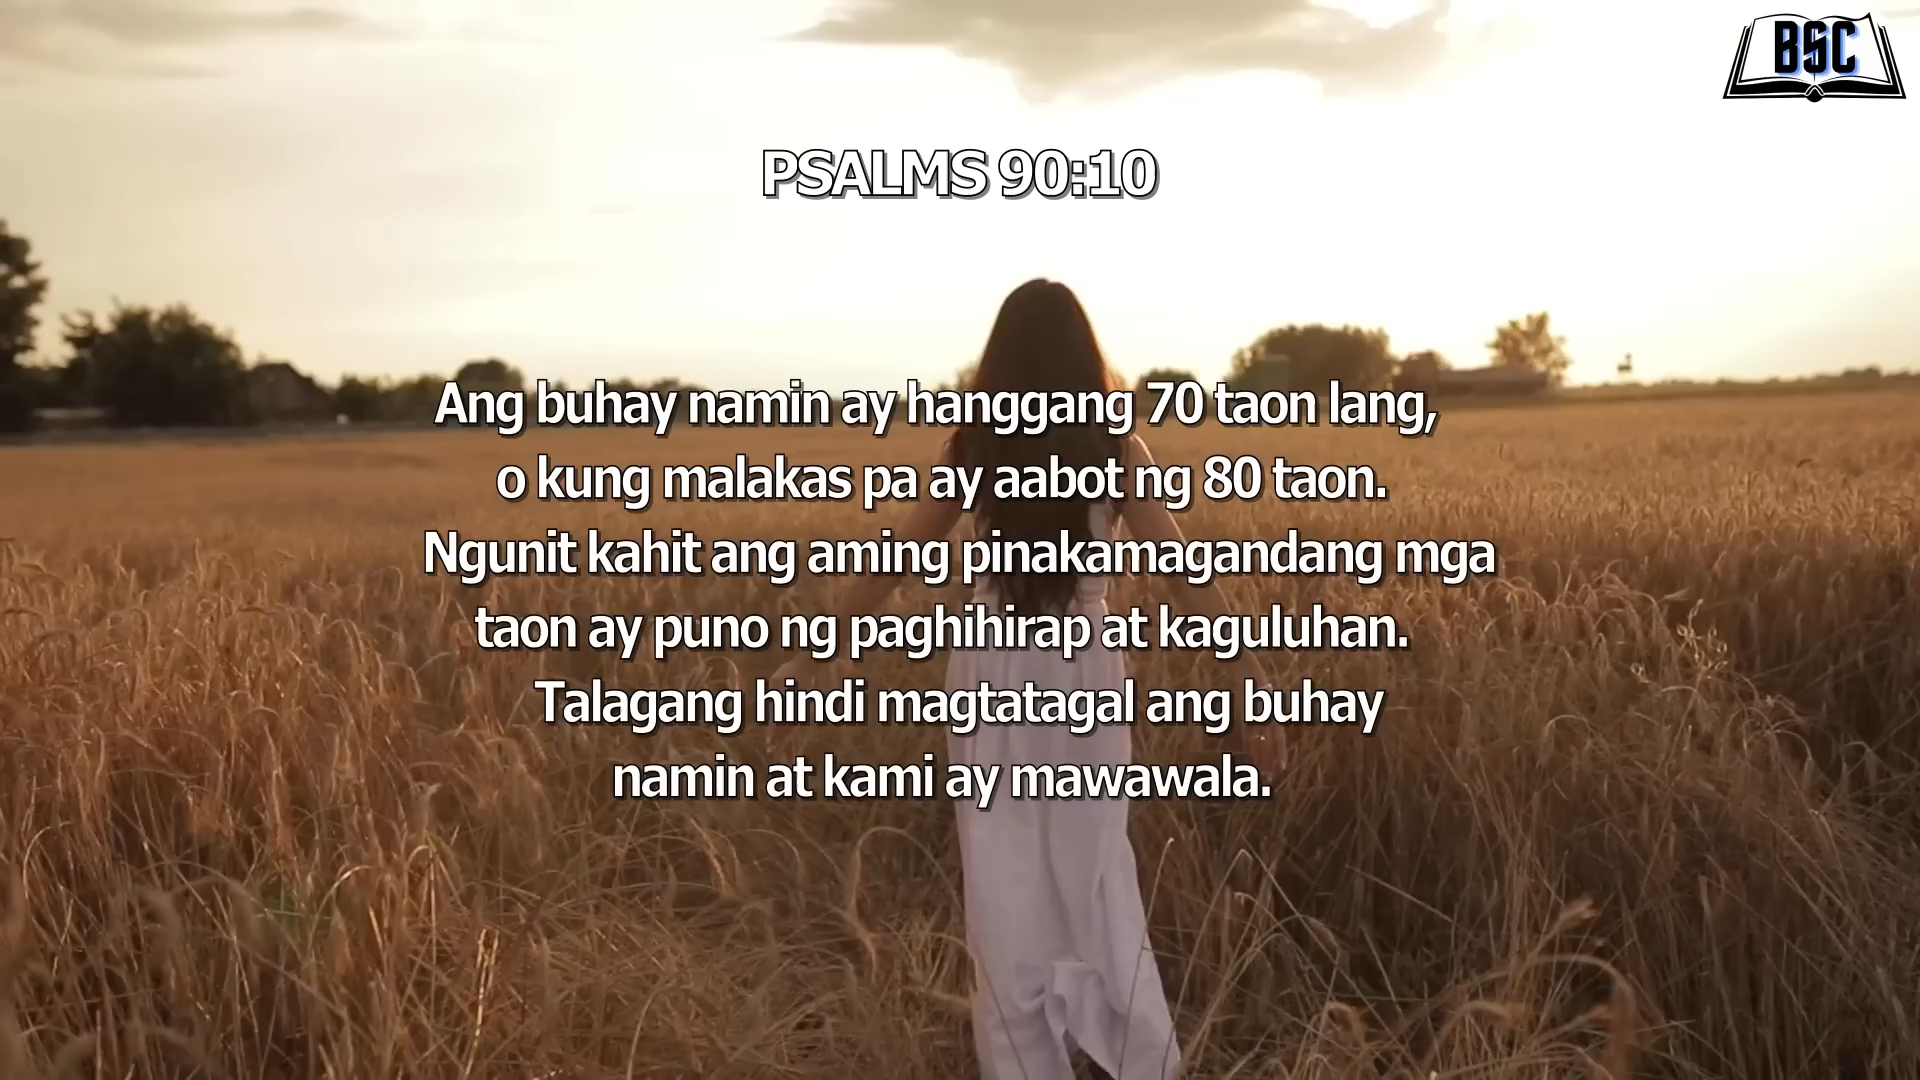 BSC
PSALMS 90:10
Ang buhay namin ay hanggang 70 taon lang,
o kung malakas pa ay aabot ng 80 taon.
Ngunit kahit ang aming pinakamagandang mga
taon ay puno ng paghihirap at kaguluhan.
Talagang hindi magtatagal ang buhay
namin at kami ay mawawala.